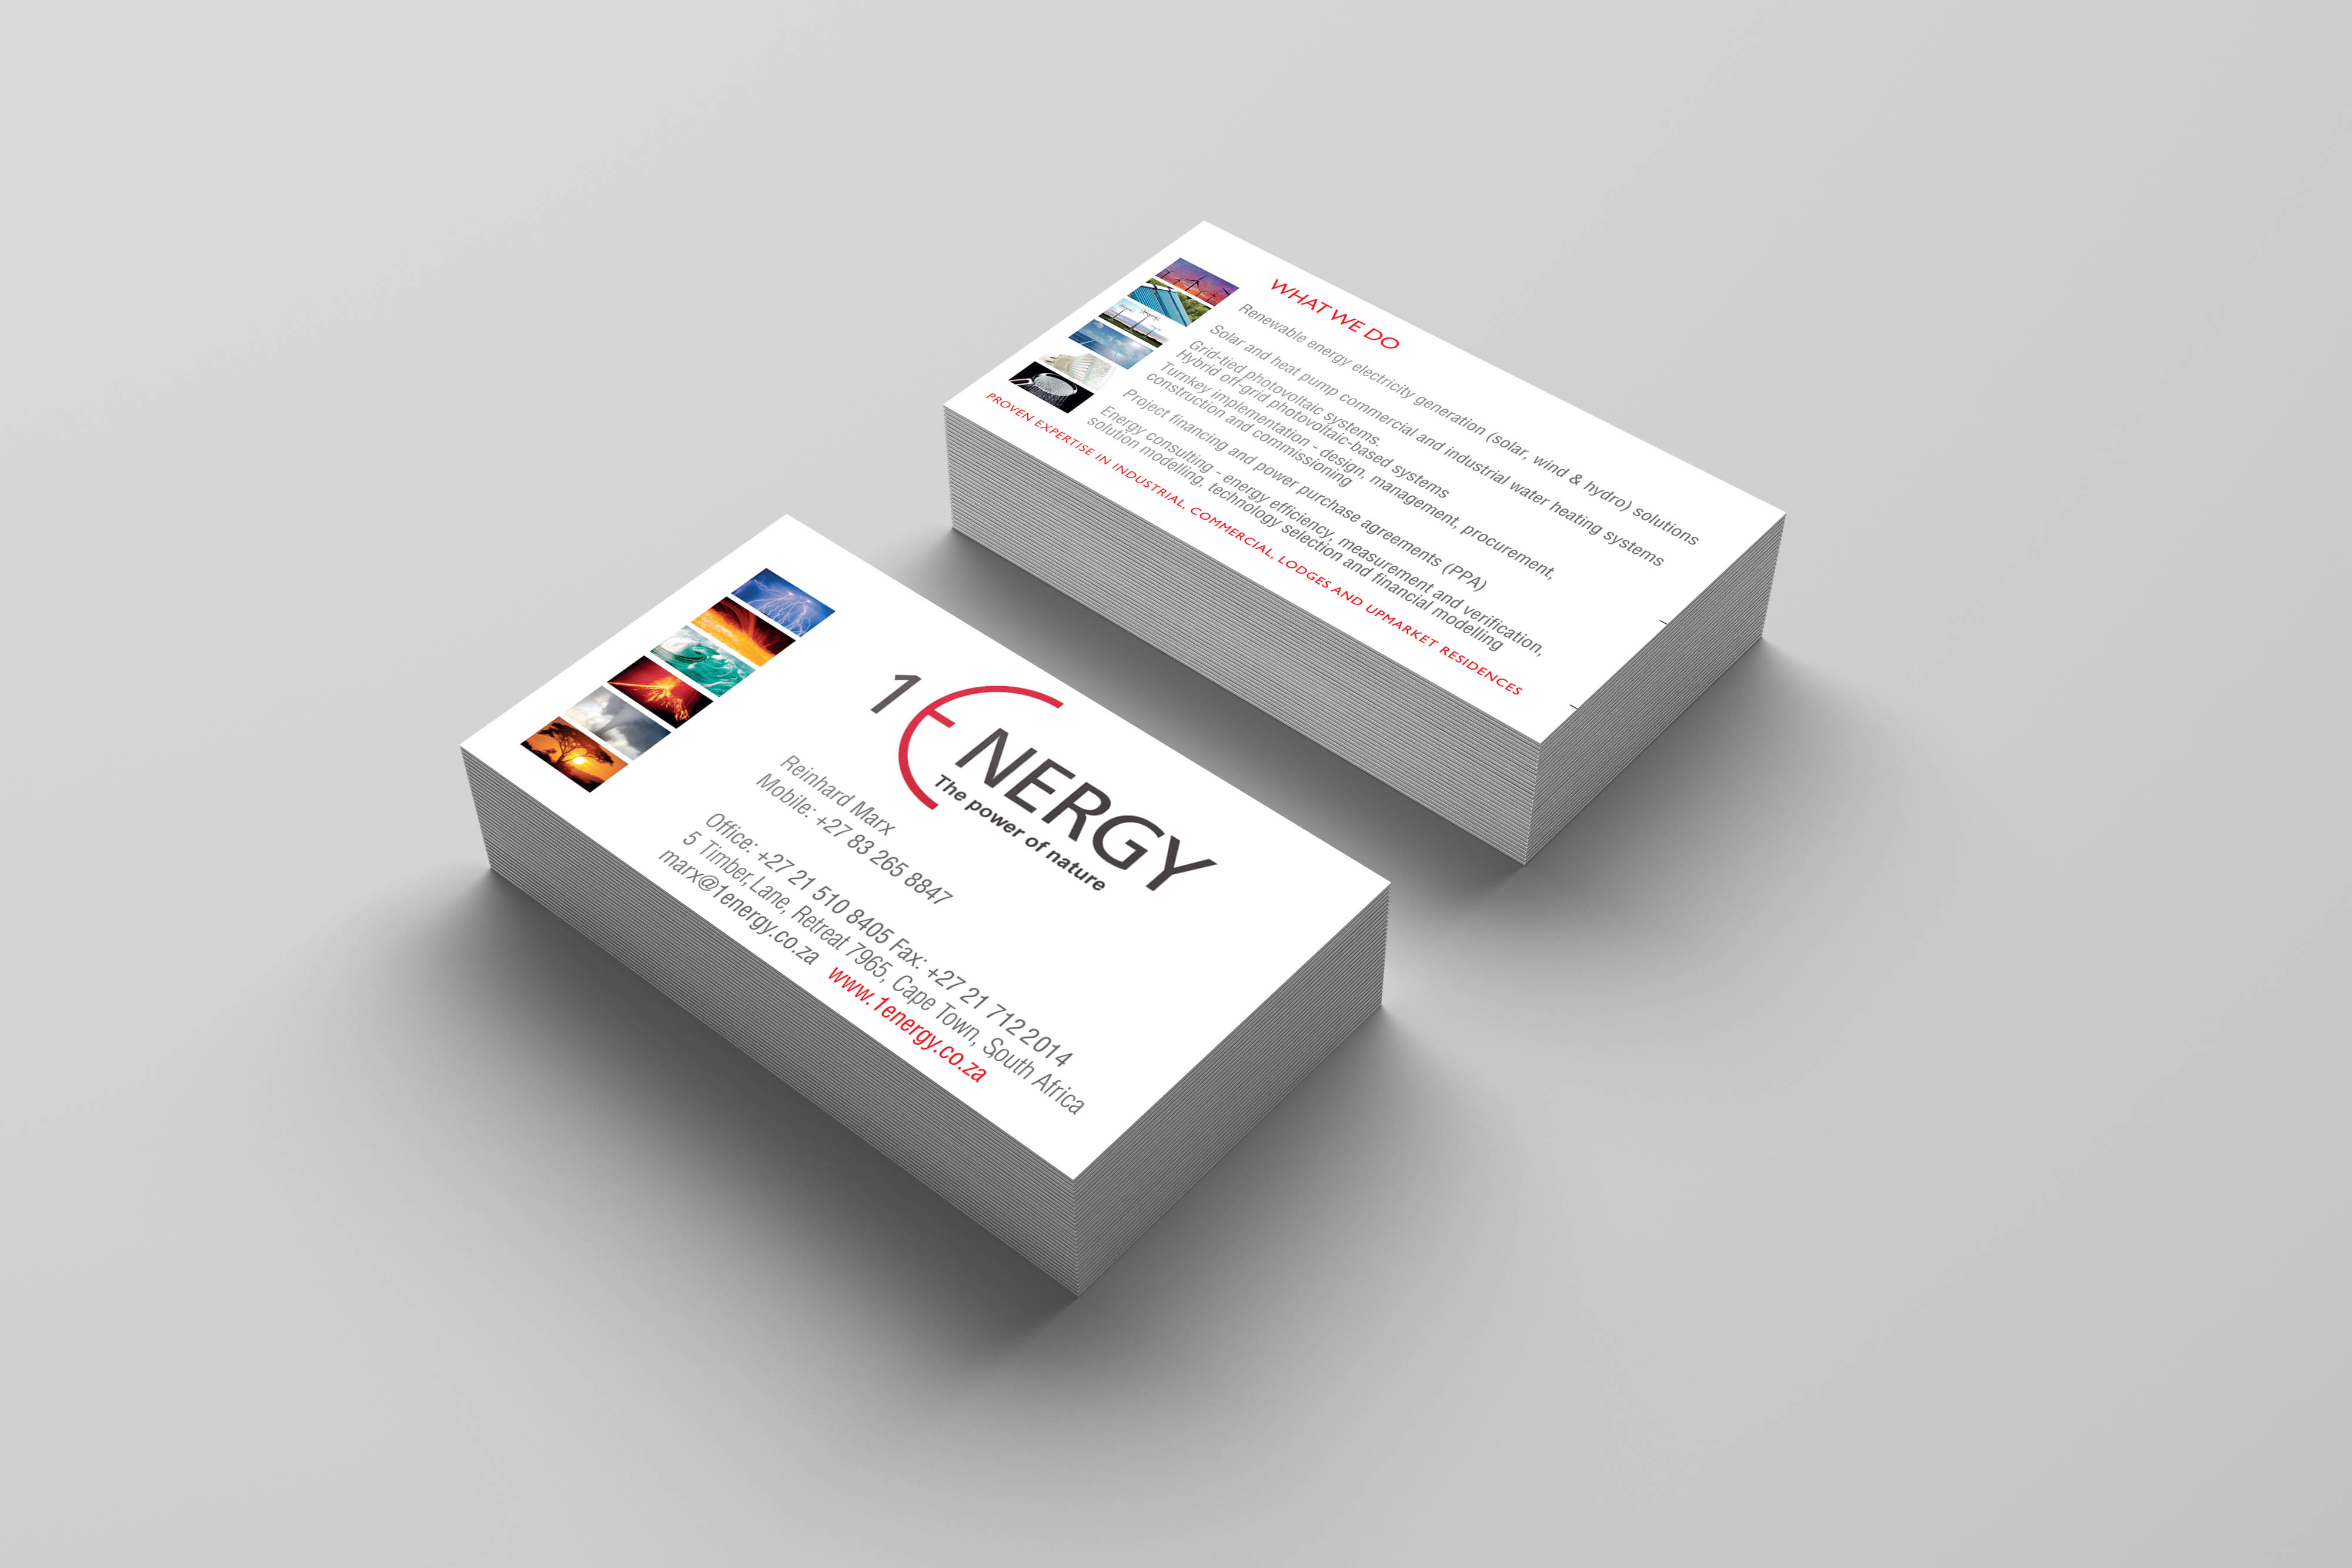 1ENERGY
The power of nature
Reinhard Marx
Mobile: +27 83 265 8847
Office: +27 21 510 8405 Fax: +27 21 712 2014
5 Timber, Lane, Retreat 7965, Cape Town, South Africa
marx@1energy.co.za www.1energy.co.za
WHAT WE DO
Renewable energy electricity generation (solar, wind & hydro) solutions
Solar and heat pump commercial and industrial water heating systems
Grid-tied photovoltaic systems.
Hybrid off-grid photovoltaic-based systems
Turnkey implementation - design, management, procurement,
construction and commissioning
Project financing and power purchase agreements (PPA)
Energy consulting - energy efficiency, measurement and verification,
solution modelling, technology selection and financial modelling
PROVEN EXPERTISE IN INDUSTRIAL, COMMERCIAL, LODGES AND UPMARKET RESIDENCES